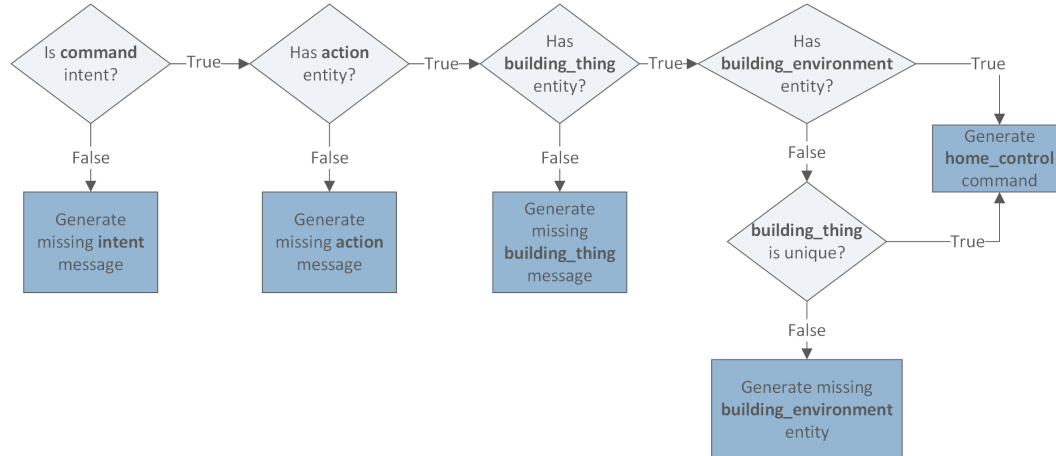 Is command
intent?
True
Has action
entity?
True
Has
building_thing
entity?
True
Has
building_environment
entity?
True
False
False
False
False
Generate
missing intent
message
Generate
missing action
message
Generate
missing
building_thing
message
building_thing
is unique?
True
Generate
home_control
command
False
Generate missing
building_environment
entity